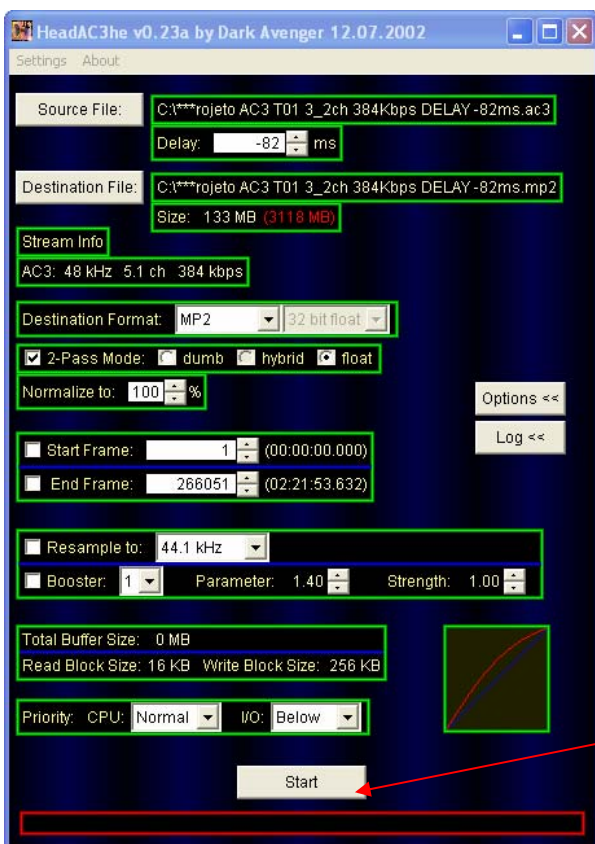 HeadAC3he v0.23a by Dark Avenger 12.07.2002
Settings About
Source File: C:\***rojeto AC3 T01 3_2ch 384Kbps DELAY -82ms.ac3
Delay: -82 ms
Destination File: C:\***rojeto AC3 T01 3_2ch 384Kbps DELAY -82ms.mp2
Size: 133 MB (3118 MB)
Stream Info
AC3: 48 kHz 5.1 ch 384 kbps
Destination Format: MP2 32 bit float
2-Pass Mode: dumb hybrid float
Normalize to: 100 %
Options <<
Log <<
Start Frame: 1 (00:00:00.000)
End Frame: 266051 (02:21:53.632)
Resample to: 44.1 kHz
Booster: 1 Parameter: 1.40 Strength: 1.00
Total Buffer Size: 0 MB
Read Block Size: 16 KB Write Block Size: 256 KB
Priority: CPU: Normal I/O: Below
Start